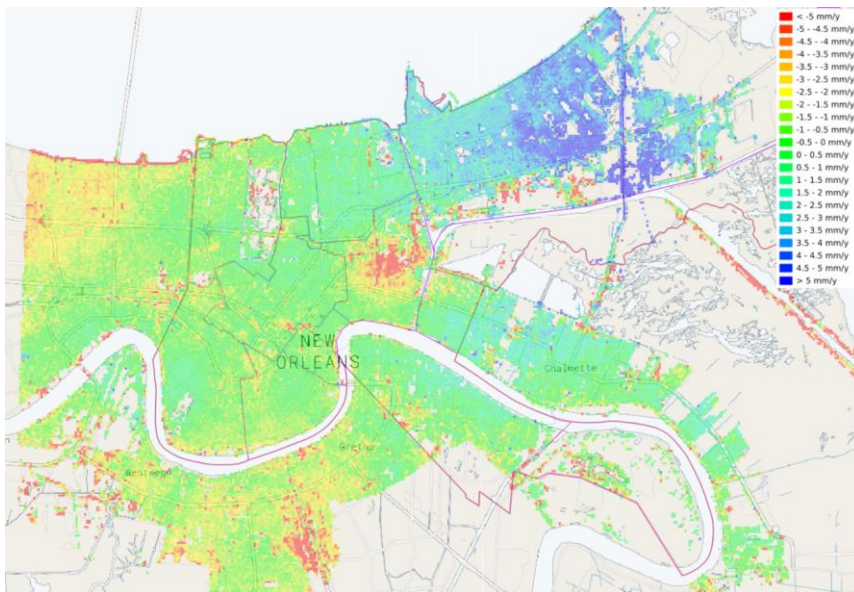 < -5 mm/y
-5 - -4.5 mm/y
-4.5 - -4 mm/y
-4 - -3.5 mm/y
-3.5 - -3 mm/y
-3 - -2.5 mm/y
-2.5 - -2 mm/y
-2 - -1.5 mm/y
-1.5 - -1 mm/y
-1 - -0.5 mm/y
-0.5 - 0 mm/y
0 - 0.5 mm/y
0.5 - 1 mm/y
1 - 1.5 mm/y
1.5 - 2 mm/y
2 - 2.5 mm/y
2.5 - 3 mm/y
3 - 3.5 mm/y
3.5 - 4 mm/y
4 - 4.5 mm/y
4.5 - 5 mm/y
> 5 mm/y
NEW
ORLEANS
Chalmette
Gretna
Westwego